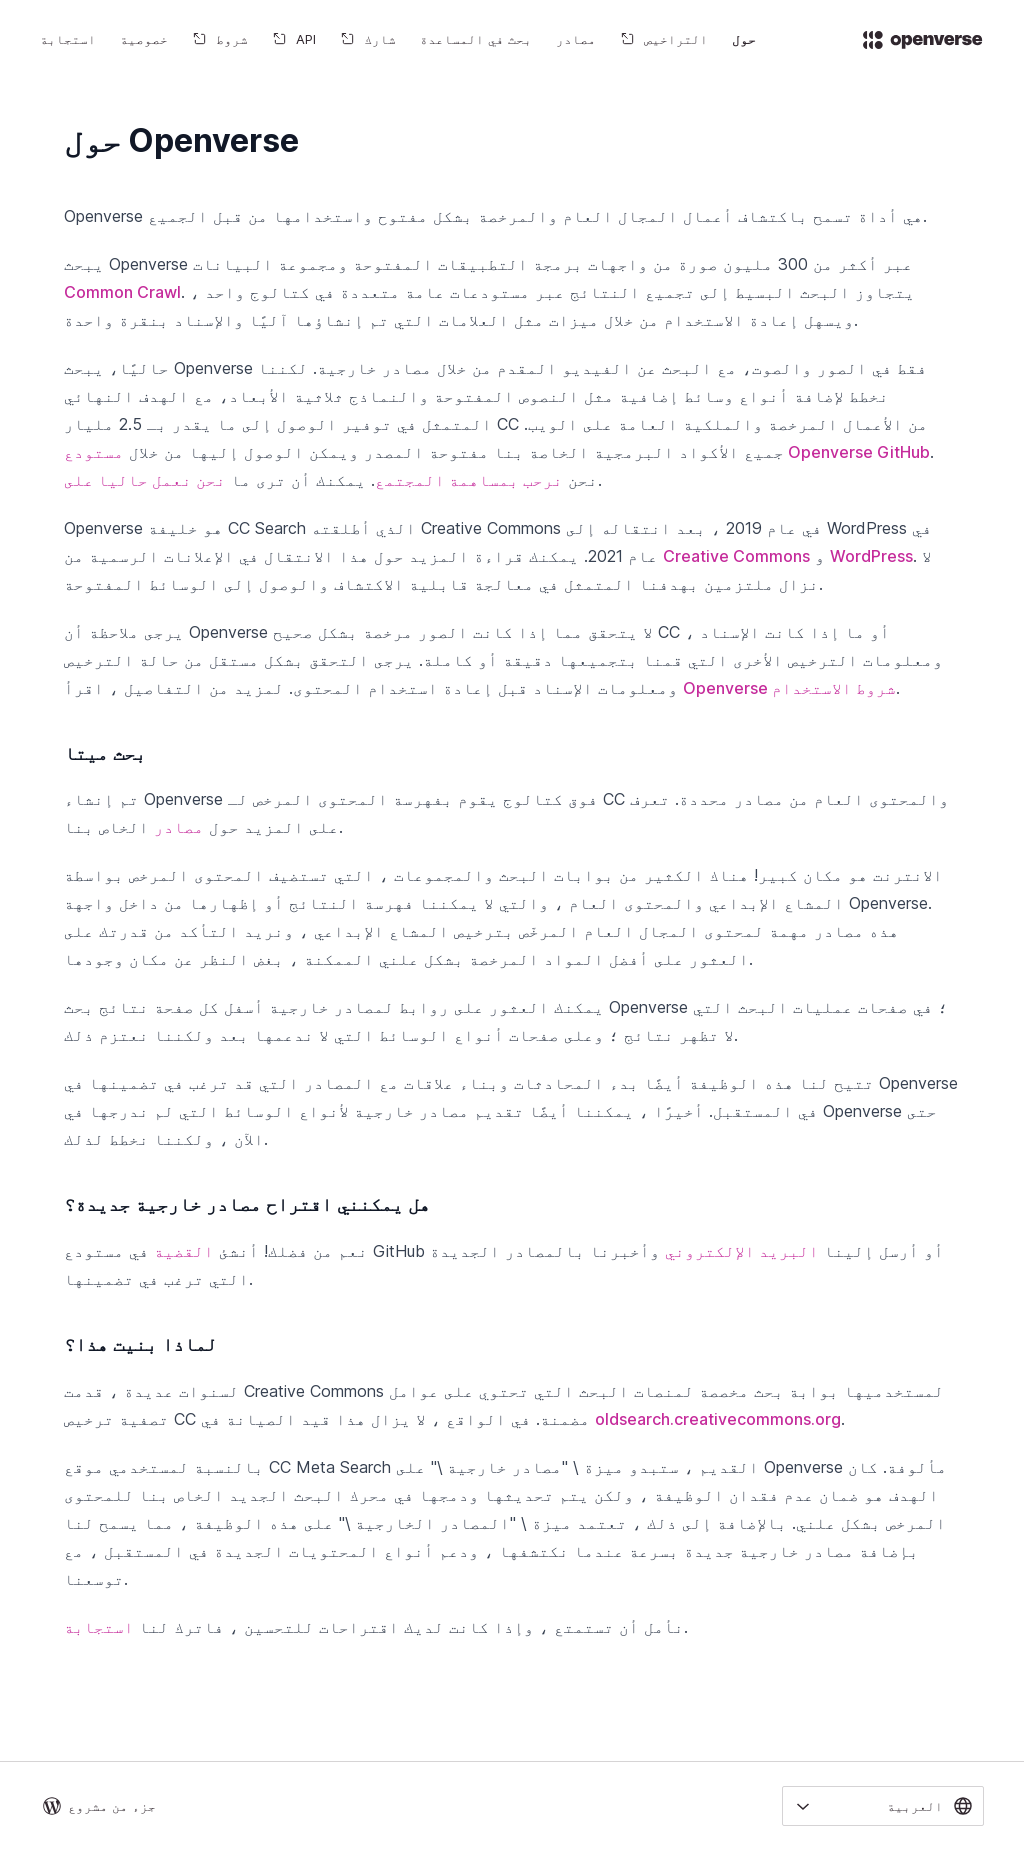 openverse
حول
التراخيص
مصادر
بحث في المساعدة
شارك
API
شروط
خصوصية
استجابة
حول Openverse
Openverse هي أداة تسمح باكتشاف أعمال المجال العام والمرخصة بشكل مفتوح واستخدامها من قبل الجميع.
يبحث Openverse عبر أكثر من 300 مليون صورة من واجهات برمجة التطبيقات المفتوحة ومجموعة البيانات
Common Crawl. يتجاوز البحث البسيط إلى تجميع النتائج عبر مستودعات عامة متعددة في كتالوج واحد ،
ويسهل إعادة الاستخدام من خلال ميزات مثل العلامات التي تم إنشاؤها آليًا والإسناد بنقرة واحدة.
حاليًا، يبحث Openverse فقط في الصور والصوت، مع البحث عن الفيديو المقدم من خلال مصادر خارجية. لكننا
نخطط لإضافة أنواع وسائط إضافية مثل النصوص المفتوحة والنماذج ثلاثية الأبعاد، مع الهدف النهائي
المتمثل في توفير الوصول إلى ما يقدر بـ 2.5 مليار CC من الأعمال المرخصة والملكية العامة على الويب.
جميع الأكواد البرمجية الخاصة بنا مفتوحة المصدر ويمكن الوصول إليها من خلال مستودع Openverse GitHub.
نحن نرحب بمساهمة المجتمع. يمكنك أن ترى ما نحن نعمل حاليا على.
Openverse هو خليفة CC Search الذي أطلقته Creative Commons في عام 2019 ، بعد انتقاله إلى WordPress في
عام 2021. يمكنك قراءة المزيد حول هذا الانتقال في الإعلانات الرسمية من Creative Commons و WordPress. لا
نزال ملتزمين بهدفنا المتمثل في معالجة قابلية الاكتشاف والوصول إلى الوسائط المفتوحة.
يرجى ملاحظة أن Openverse لا يتحقق مما إذا كانت الصور مرخصة بشكل صحيح CC ، أو ما إذا كانت الإسناد
ومعلومات الترخيص الأخرى التي قمنا بتجميعها دقيقة أو كاملة. يرجى التحقق بشكل مستقل من حالة الترخيص
ومعلومات الإسناد قبل إعادة استخدام المحتوى. لمزيد من التفاصيل ، اقرأ Openverse شروط الاستخدام.
بحث ميتا
تم إنشاء Openverse فوق كتالوج يقوم بفهرسة المحتوى المرخص لـ CC والمحتوى العام من مصادر محددة. تعرف
على المزيد حول مصادر الخاص بنا.
الانترنت هو مكان كبير! هناك الكثير من بوابات البحث والمجموعات ، التي تستضيف المحتوى المرخص بواسطة
المشاع الإبداعي والمحتوى العام ، والتي لا يمكننا فهرسة النتائج أو إظهارها من داخل واجهة Openverse.
هذه مصادر مهمة لمحتوى المجال العام المرخّص بترخيص المشاع الإبداعي ، ونريد التأكد من قدرتك على
العثور على أفضل المواد المرخصة بشكل علني الممكنة ، بغض النظر عن مكان وجودها.
يمكنك العثور على روابط لمصادر خارجية أسفل كل صفحة نتائج بحث Openverse ؛ في صفحات عمليات البحث التي
لا تظهر نتائج ؛ وعلى صفحات أنواع الوسائط التي لا ندعمها بعد ولكننا نعتزم ذلك.
تتيح لنا هذه الوظيفة أيضًا بدء المحادثات وبناء علاقات مع المصادر التي قد ترغب في تضمينها في Openverse
في المستقبل. أخيرًا ، يمكننا أيضًا تقديم مصادر خارجية لأنواع الوسائط التي لم ندرجها في Openverse حتى
الآن ، ولكننا نخطط لذلك.
هل يمكنني اقتراح مصادر خارجية جديدة؟
نعم من فضلك! أنشئ القضية في مستودع GitHub أو أرسل إلينا البريد الإلكتروني وأخبرنا بالمصادر الجديدة
التي ترغب في تضمينها.
لماذا بنيت هذا؟
لسنوات عديدة ، قدمت Creative Commons لمستخدميها بوابة بحث مخصصة لمنصات البحث التي تحتوي على عوامل
تصفية ترخيص CC مضمنة. في الواقع ، لا يزال هذا قيد الصيانة في oldsearch.creativecommons.org.
بالنسبة لمستخدمي موقع CC Meta Search القديم ، ستبدو ميزة \ "مصادر خارجية \" على Openverse مألوفة. كان
الهدف هو ضمان عدم فقدان الوظيفة ، ولكن يتم تحديثها ودمجها في محرك البحث الجديد الخاص بنا للمحتوى
المرخص بشكل علني. بالإضافة إلى ذلك ، تعتمد ميزة \ "المصادر الخارجية \" على هذه الوظيفة ، مما يسمح لنا
بإضافة مصادر خارجية جديدة بسرعة عندما نكتشفها ، ودعم أنواع المحتويات الجديدة في المستقبل ، مع
توسعنا.
نأمل أن تستمتع ، وإذا كانت لديك اقتراحات للتحسين ، فاترك لنا استجابة.
العربية
جزء من مشروع